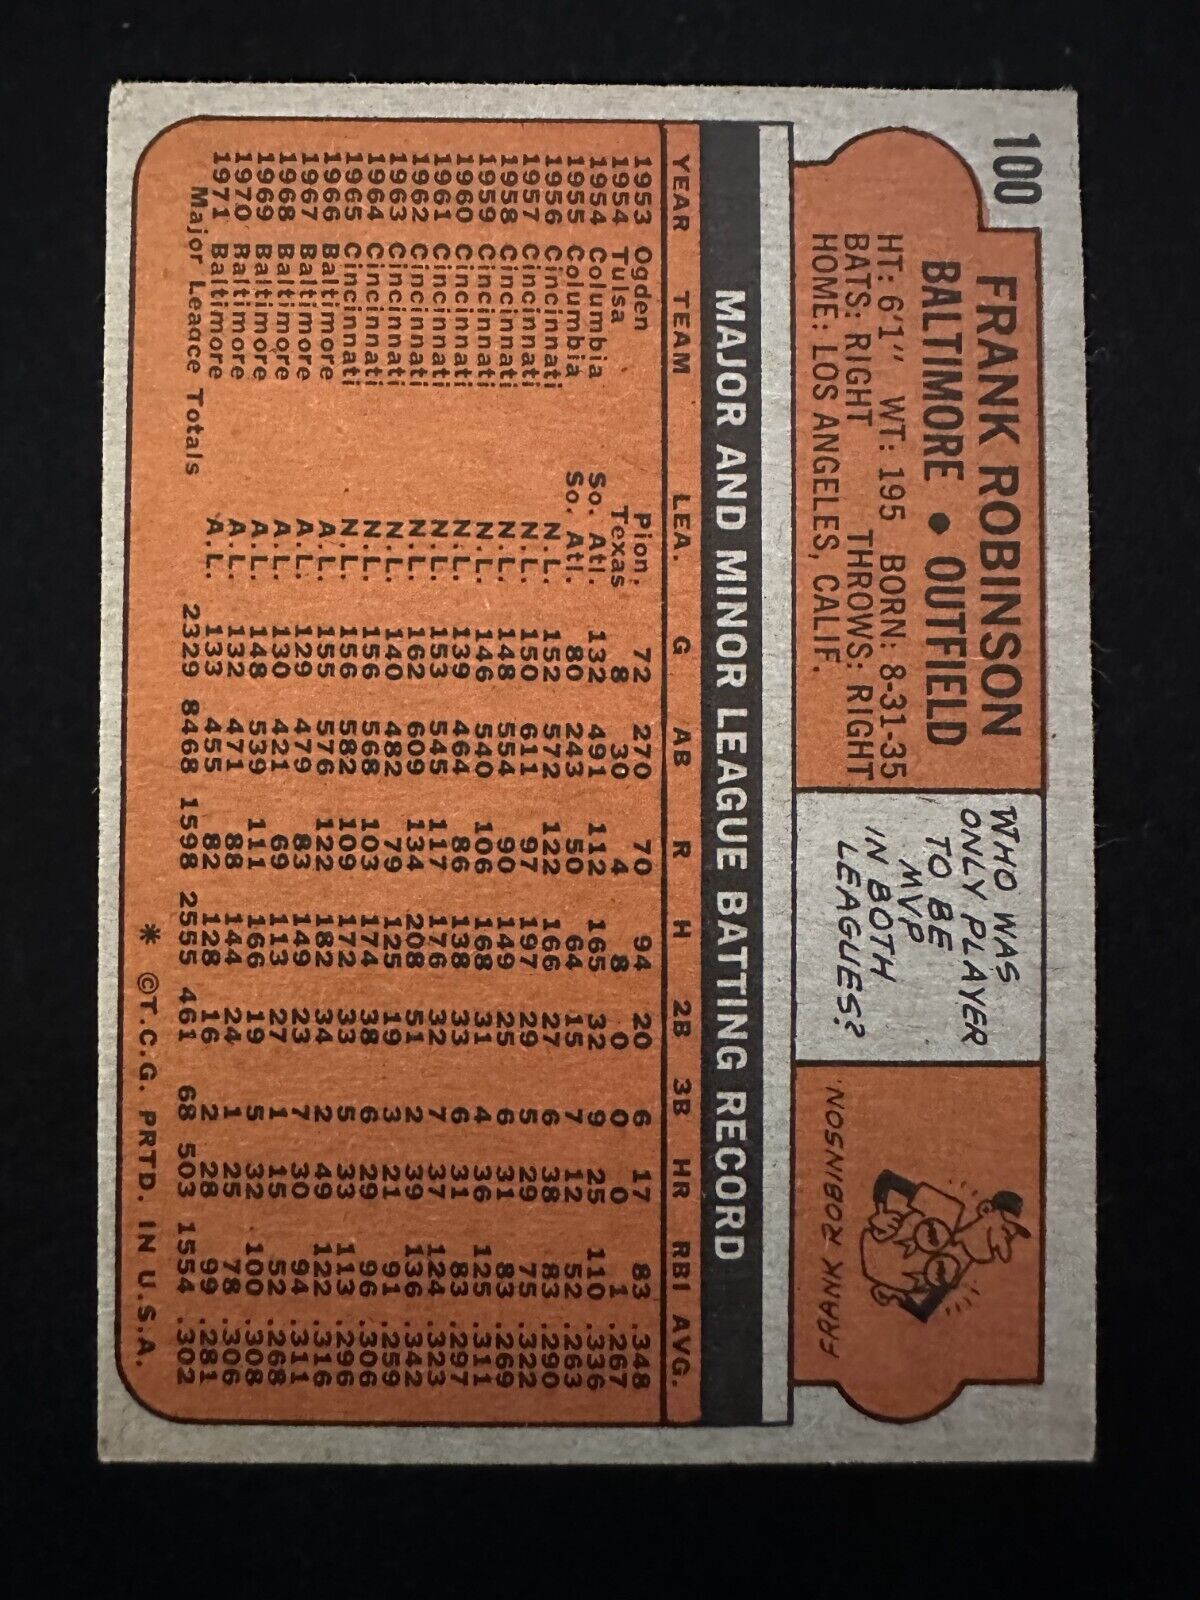 100
FRANK ROBINSON
BALTIMORE • OUTFIELD
HT: 6'1" WT: 195 BORN: 8-31-35
BATS: RIGHT THROWS: RIGHT
HOME: LOS ANGELES, CALIF.
WHO WAS
ONLY PLAYER
TO BE
MVP
IN BOTH
LEAGUES?
FRANK ROBINSON.
MAJOR AND MINOR LEAGUE BATTING RECORD
YEAR TEAM LEA. G AB R H 2B 3B HR RBI AVG.
1953 Ogden Pion. 72 270 70 94 20 6 17 83 .348
1954 Tulsa Texas 8 30 4 8 0 0 0 1 .267
1954 Columbia So. Atl. 132 491 112 165 32 9 25 110 .336
1955 Columbia So. Atl. 80 243 50 64 15 7 12 52 .263
1956 Cincinnati N.L. 152 572 122 166 27 6 38 83 .290
1957 Cincinnati N.L. 150 611 97 197 29 5 29 75 .322
1958 Cincinnati N.L. 148 554 90 149 25 6 31 83 .269
1959 Cincinnati N.L. 146 540 106 168 31 4 36 125 .311
1960 Cincinnati N.L. 139 464 86 138 33 6 31 83 .297
1961 Cincinnati N.L. 153 545 117 176 32 7 37 124 .323
1962 Cincinnati N.L. 162 609 134 208 51 2 39 136 .342
1963 Cincinnati N.L. 140 482 79 125 19 3 21 91 .259
1964 Cincinnati N.L. 156 568 103 174 38 6 29 96 .306
1965 Cincinnati N.L. 156 582 109 172 33 5 33 113 .296
1966 Baltimore A.L. 155 576 122 182 34 2 49 122 .316
1967 Baltimore A.L. 129 479 83 149 23 7 30 94 .311
1968 Baltimore A.L. 130 421 69 113 27 1 15 52 .268
1969 Baltimore A.L. 148 539 111 166 19 5 32 100 .308
1970 Baltimore A.L. 132 471 88 144 24 1 25 78 .306
1971 Baltimore A.L. 133 455 82 128 16 2 28 99 .281
Major League Totals 2329 8468 1598 2555 461 68 503 1554 .302
* ©T.C.G. PRTD. IN U.S.A.